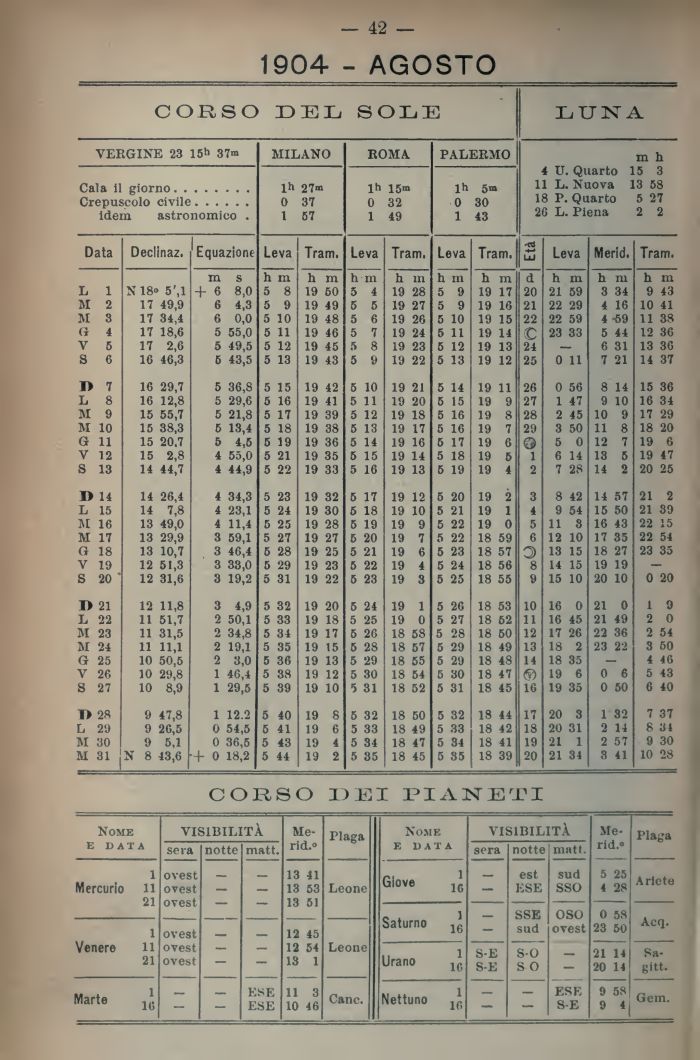 — 42 —
1904 - AGOSTO
CORSO DEL SOLE LUNA
VERGINE 23 15h 37m MILANO ROMA PALERMO
m h
4 U. Quarto 15 3
11 L. Nuova 13 58
18 P. Quarto 5 27
26 L. Piena 2 2
Cala il giorno . . . . . . . . 1h 27m 1h 15m 1h 5m
Crepuscolo civile . . . . . . 0 37 0 32 0 30
idem astronomico . 1 57 1 49 1 43
Data Declinaz. Equazione Leva Tram. Leva Tram. Leva Tram. Età Leva Merid. Tram.
m s h m h m h m h m h m h m d h m h m h m
L 1 N 18° 5',1 + 6 8,0 5 8 19 50 5 4 19 28 5 9 19 17 20 21 59 3 34 9 43
M 2 17 49,9 6 4,3 5 9 19 49 5 5 19 27 5 9 19 16 21 22 29 4 16 10 41
M 3 17 34,4 6 0,0 5 10 19 48 5 6 19 26 5 10 19 15 22 22 59 4 59 11 38
G 4 17 18,6 5 55,0 5 11 19 46 5 7 19 24 5 11 19 14 ☾ 23 33 5 44 12 36
V 5 17 2,6 5 49,5 5 12 19 45 5 8 19 23 5 12 19 13 24 — 6 31 13 36
S 6 16 46,3 5 43,5 5 13 19 43 5 9 19 22 5 13 19 12 25 0 11 7 21 14 37
D 7 16 29,7 5 36,8 5 15 19 42 5 10 19 21 5 14 19 11 26 0 56 8 14 15 36
L 8 16 12,8 5 29,6 5 16 19 41 5 11 19 20 5 15 19 9 27 1 47 9 10 16 34
M 9 15 55,7 5 21,8 5 17 19 39 5 12 19 18 5 16 19 8 28 2 45 10 9 17 29
M 10 15 38,3 5 13,4 5 18 19 38 5 13 19 17 5 16 19 7 29 3 50 11 8 18 20
G 11 15 20,7 5 4,5 5 19 19 36 5 14 19 16 5 17 19 6 5 0 12 7 19 6
V 12 15 2,8 4 55,0 5 21 19 35 5 15 19 14 5 18 19 5 1 6 14 13 5 19 47
S 13 14 44,7 4 44,9 5 22 19 33 5 16 19 13 5 19 19 4 2 7 28 14 2 20 25
D 14 14 26,4 4 34,3 5 23 19 32 5 17 19 12 5 20 19 2 3 8 42 14 57 21 2
L 15 14 7,8 4 23,1 5 24 19 30 5 18 19 10 5 21 19 1 4 9 54 15 50 21 39
M 16 13 49,0 4 11,4 5 25 19 28 5 19 19 9 5 22 19 0 5 11 3 16 43 22 15
M 17 13 29,9 3 59,1 5 27 19 27 5 20 19 7 5 22 18 59 6 12 10 17 35 22 54
G 18 13 10,7 3 46,4 5 28 19 25 5 21 19 6 5 23 18 57 ☽ 13 15 18 27 23 35
V 19 12 51,3 3 33,0 5 29 19 23 5 22 19 4 5 24 18 56 8 14 15 19 19 —
S 20 12 31,6 3 19,2 5 31 19 22 5 23 19 3 5 25 18 55 9 15 10 20 10 0 20
D 21 12 11,8 3 4,9 5 32 19 20 5 24 19 1 5 26 18 53 10 16 0 21 0 1 9
L 22 11 51,7 2 50,1 5 33 19 18 5 25 19 0 5 27 18 52 11 16 45 21 49 2 0
M 23 11 31,5 2 34,8 5 34 19 17 5 26 18 58 5 28 18 50 12 17 26 22 36 2 54
M 24 11 11,1 2 19,1 5 35 19 15 5 28 18 57 5 29 18 49 13 18 2 23 22 3 50
G 25 10 50,5 2 3,0 5 36 19 13 5 29 18 55 5 29 18 48 14 18 35 — 4 46
V 26 10 29,8 1 46,4 5 38 19 12 5 30 18 54 5 30 18 47 19 6 0 6 5 43
S 27 10 8,9 1 29,5 5 39 19 10 5 31 18 52 5 31 18 45 16 19 35 0 50 6 40
D 28 9 47,8 1 12.2 5 40 19 8 5 32 18 50 5 32 18 44 17 20 3 1 32 7 37
L 29 9 26,5 0 54,5 5 41 19 6 5 33 18 49 5 33 18 42 18 20 31 2 14 8 34
M 30 9 5,1 0 36,5 5 43 19 4 5 34 18 47 5 34 18 41 19 21 1 2 57 9 30
M 31 N 8 43,6 + 0 18,2 5 44 19 2 5 35 18 45 5 35 18 39 20 21 34 3 41 10 28
CORSO DEI PIANETI
NOME E DATA VISIBILITÀ sera notte matt. Me-rid.º Plaga
Mercurio 1 ovest — — 13 41 Leone
11 ovest — — 13 53
21 ovest — — 13 51
Venere 1 ovest — — 12 45 Leone
11 ovest — — 12 54
21 ovest — — 13 1
Marte 1 — — ESE 11 3 Canc.
16 — — ESE 10 46
NOME E DATA VISIBILITÀ sera notte matt. Me-rid.º Plaga
Giove 1 — est sud 5 25 Ariete
16 — ESE SSO 4 28
Saturno 1 — SSE OSO 0 58 Acq.
16 — sud ovest 23 50
Urano 1 S-E S-O — 21 14 Sa-
16 S-E S O — 20 14 gitt.
Nettuno 1 — — ESE 9 58 Gem.
16 — — S-E 9 4